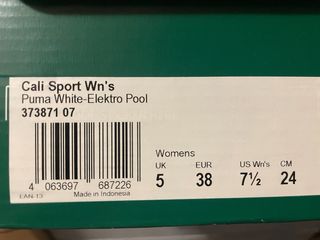 Cali Sport Wn's
Puma White-Elektro Pool
373871 07
Womens
UK EUR US Wn's CM
5 38 7½ 24
4 063697 687226
EAN-13 Made in Indonesia